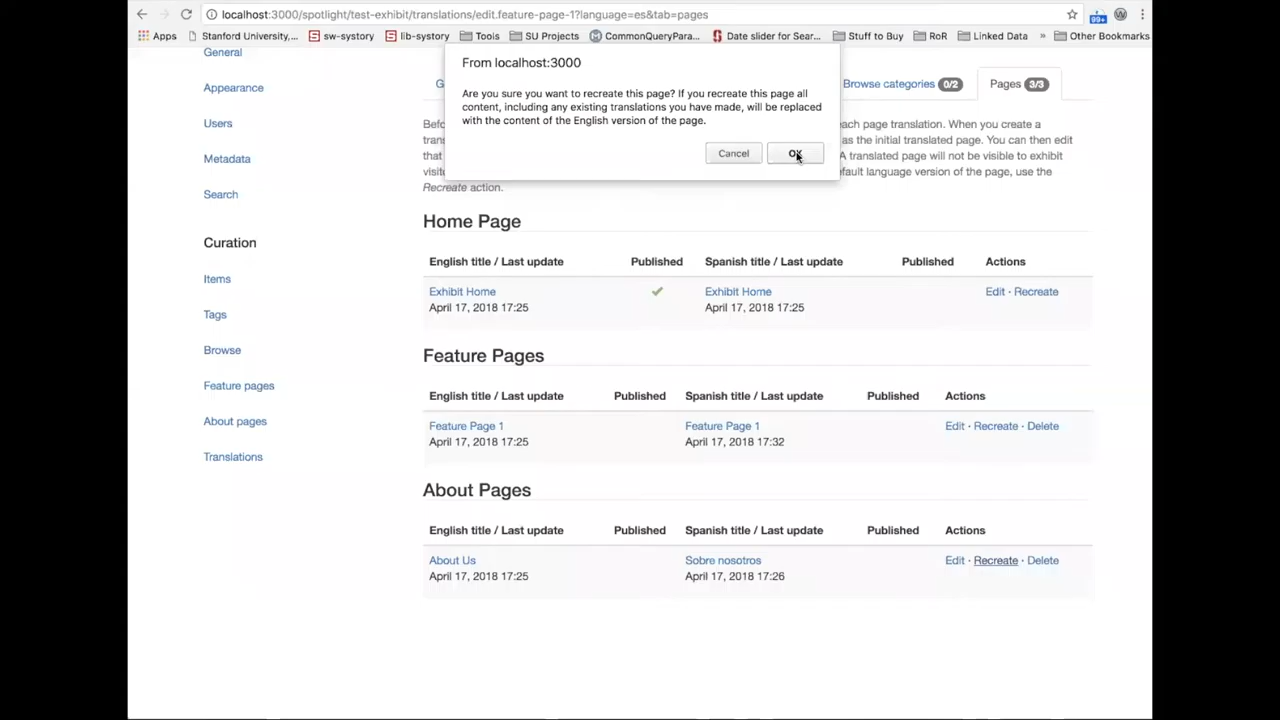 localhost:3000/spotlight/test-exhibit/translations/edit.feature-page-1?language=es&tab=pages
Apps Stanford University,... sw-systory lib-systory Tools SU Projects CommonQueryPara... Date slider for Sear... Stuff to Buy RoR Linked Data » Other Bookmarks
99+
From localhost:3000
Are you sure you want to recreate this page? If you recreate this page all
content, including any existing translations you have made, will be replaced
with the content of the English version of the page.
Cancel OK
General
Appearance
Users
Metadata
Search
Curation
Items
Tags
Browse
Feature pages
About pages
Translations
G
Browse categories 0/2
Pages 3/3
each page translation. When you create a
as the initial translated page. You can then edit
that
A translated page will not be visible to exhibit
language version of the page, use the
Recreate action.
Home Page
English title / Last update Published Spanish title / Last update Published Actions
Exhibit Home Exhibit Home Edit · Recreate
April 17, 2018 17:25 April 17, 2018 17:25
Feature Pages
English title / Last update Published Spanish title / Last update Published Actions
Feature Page 1 Feature Page 1 Edit · Recreate · Delete
April 17, 2018 17:25 April 17, 2018 17:32
About Pages
English title / Last update Published Spanish title / Last update Published Actions
About Us Sobre nosotros Edit · Recreate · Delete
April 17, 2018 17:25 April 17, 2018 17:26